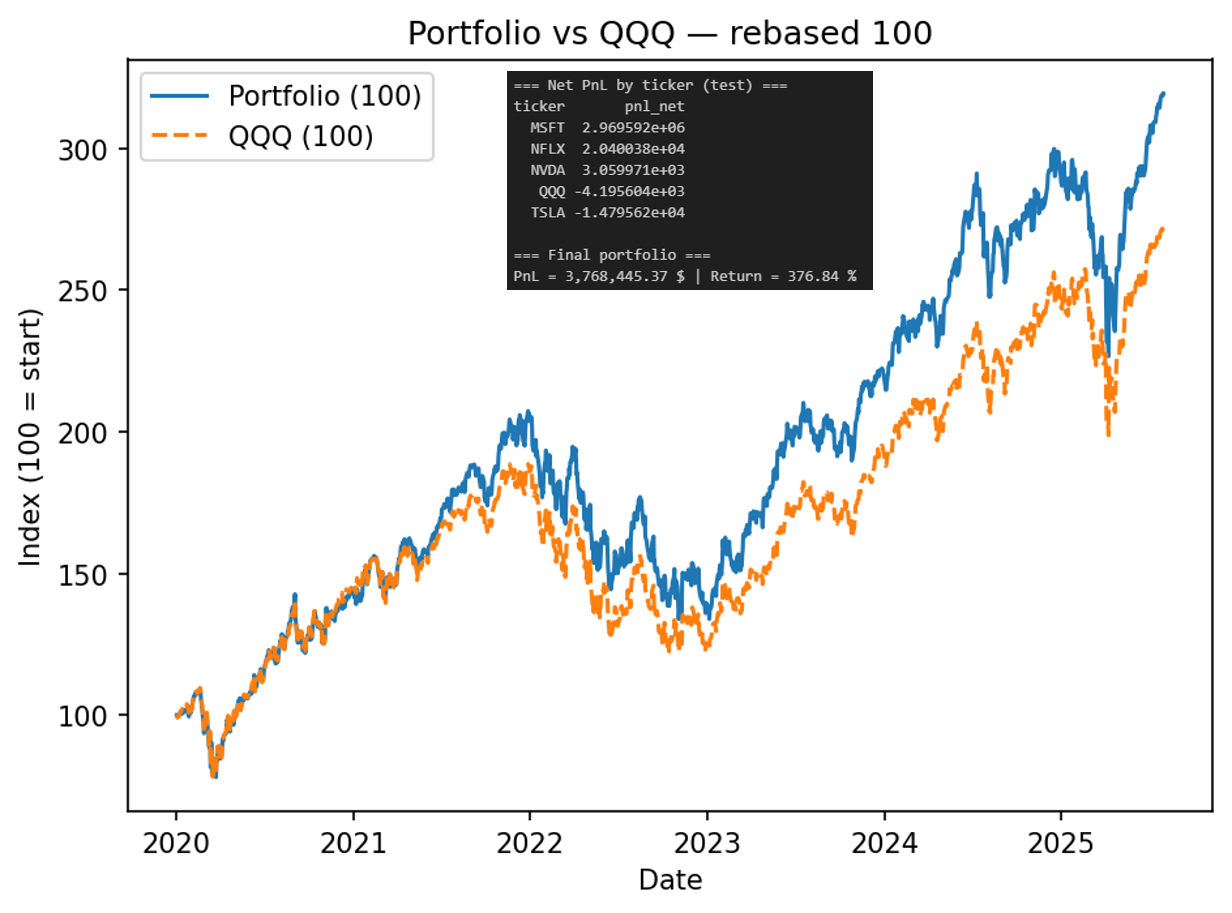 Portfolio vs QQQ — rebased 100
Portfolio (100)
QQQ (100)
=== Net PnL by ticker (test) ===
ticker pnl_net
MSFT 2.969592e+06
NFLX 2.040038e+04
NVDA 3.059971e+03
QQQ -4.195604e+03
TSLA -1.479562e+04
=== Final portfolio ===
PnL = 3,768,445.37 $ | Return = 376.84 %
Index (100 = start)
300
250
200
150
100
2020 2021 2022 2023 2024 2025
Date